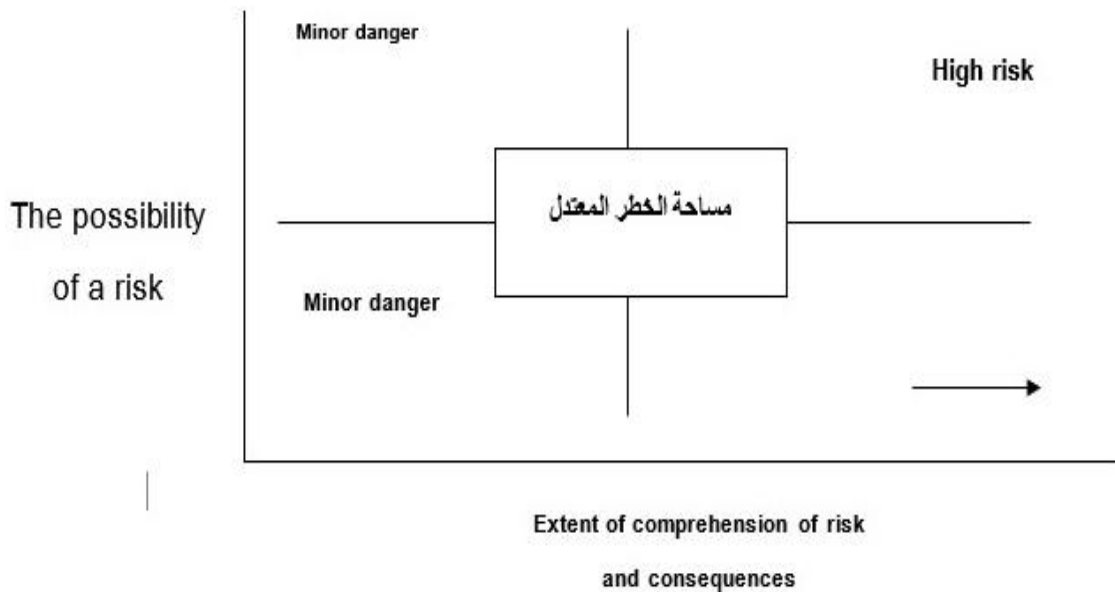 Minor danger
High risk
مساحة الخطر المعتدل
The possibility
of a risk
Minor danger
Extent of comprehension of risk
and consequences